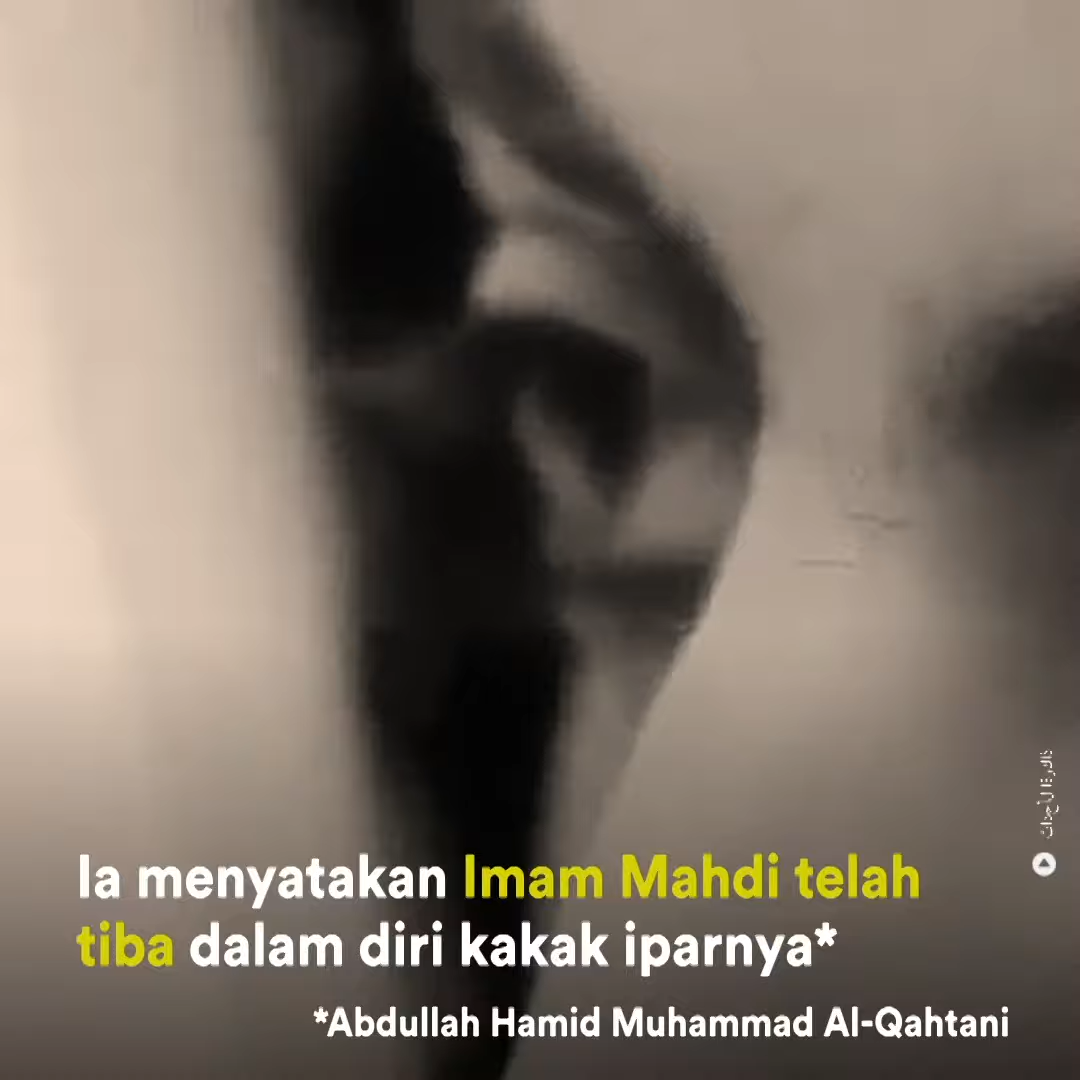 Ia menyatakan Imam Mahdi telah
tiba dalam diri kakak iparnya*
*Abdullah Hamid Muhammad Al-Qahtani